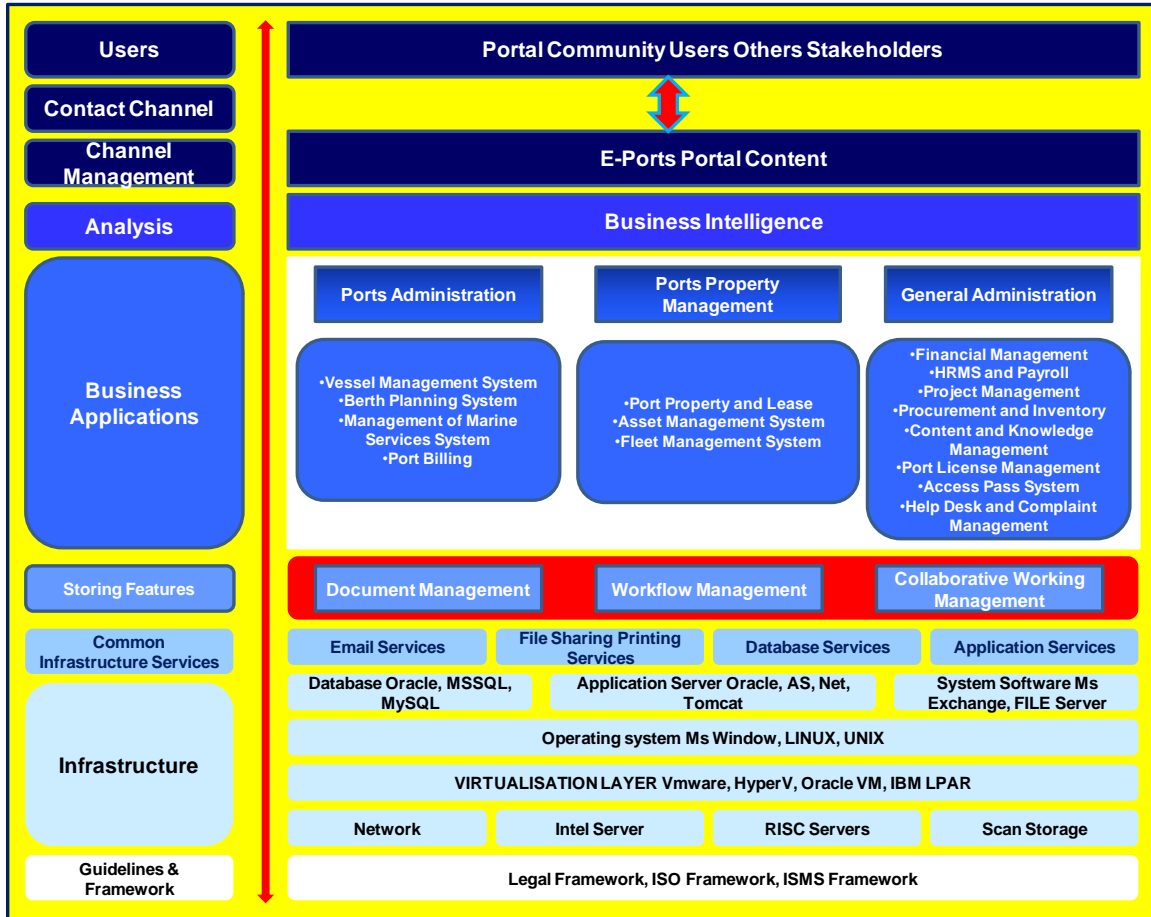 Users
Portal Community Users Others Stakeholders
Contact Channel
Channel
Management
E-Ports Portal Content
Analysis
Business Intelligence
Business
Applications
Ports Administration
Ports Property
Management
General Administration
•Vessel Management System
•Berth Planning System
•Management of Marine
Services System
•Port Billing
•Port Property and Lease
•Asset Management System
•Fleet Management System
•Financial Management
•HRMS and Payroll
•Project Management
•Procurement and Inventory
•Content and Knowledge
Management
•Port License Management
•Access Pass System
•Help Desk and Complaint
Management
Storing Features
Document Management
Workflow Management
Collaborative Working
Management
Common
Infrastructure Services
Email Services
File Sharing Printing
Services
Database Services
Application Services
Infrastructure
Database Oracle, MSSQL,
MySQL
Application Server Oracle, AS, Net,
Tomcat
System Software Ms
Exchange, FILE Server
Operating system Ms Window, LINUX, UNIX
VIRTUALISATION LAYER Vmware, HyperV, Oracle VM, IBM LPAR
Network
Intel Server
RISC Servers
Scan Storage
Guidelines &
Framework
Legal Framework, ISO Framework, ISMS Framework